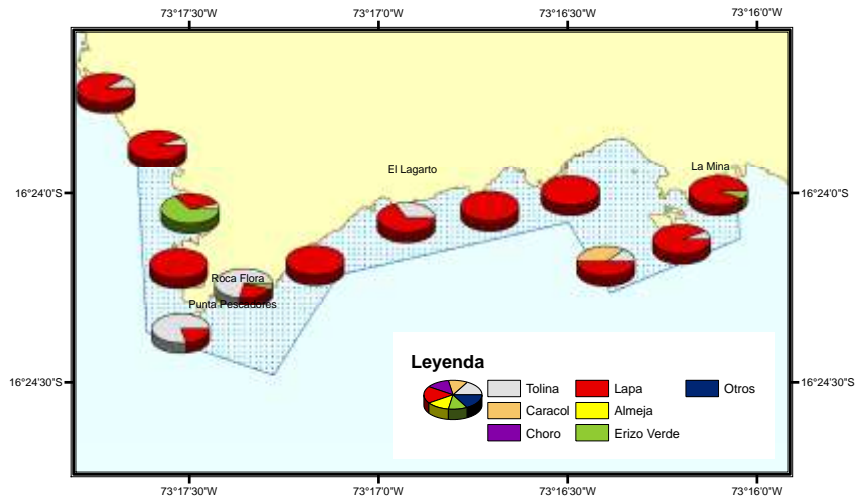 73°17'30"W 73°17'0"W 73°16'30"W 73°16'0"W
El Lagarto
La Mina
16°24'0"S 16°24'0"S
Roca Flora
Punta Pescadores
Leyenda
16°24'30"S 16°24'30"S
Tolina Lapa Otros
Caracol Almeja
Choro Erizo Verde
73°17'30"W 73°17'0"W 73°16'30"W 73°16'0"W